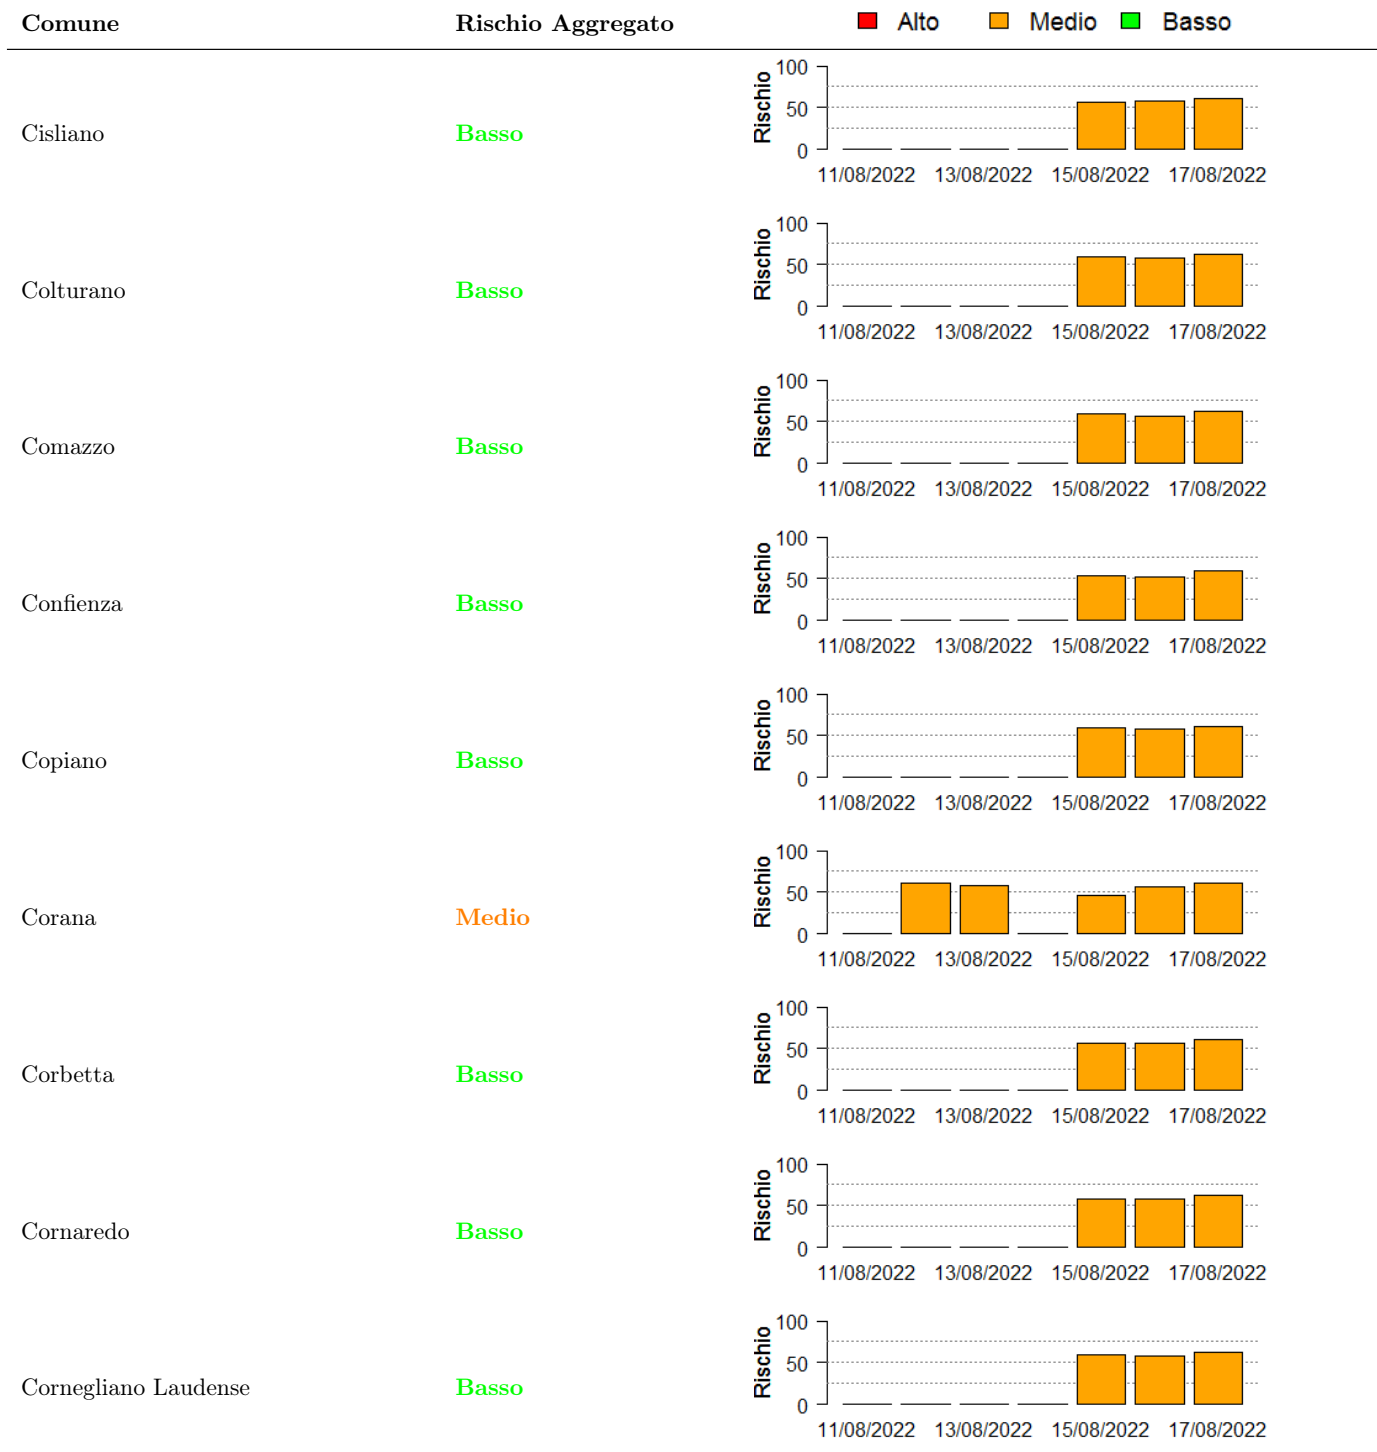 Comune Rischio Aggregato Alto Medio Basso
100
Rischio
50
Cisliano Basso
0
11/08/2022 13/08/2022 15/08/2022 17/08/2022
100
Rischio
50
Colturano Basso
0
11/08/2022 13/08/2022 15/08/2022 17/08/2022
100
Rischio
50
Comazzo Basso
0
11/08/2022 13/08/2022 15/08/2022 17/08/2022
100
Rischio
50
Confienza Basso
0
11/08/2022 13/08/2022 15/08/2022 17/08/2022
100
Rischio
50
Copiano Basso
0
11/08/2022 13/08/2022 15/08/2022 17/08/2022
100
Rischio
50
Corana Medio
0
11/08/2022 13/08/2022 15/08/2022 17/08/2022
100
Rischio
50
Corbetta Basso
0
11/08/2022 13/08/2022 15/08/2022 17/08/2022
100
Rischio
50
Cornaredo Basso
0
11/08/2022 13/08/2022 15/08/2022 17/08/2022
100
Rischio
50
Cornegliano Laudense Basso
0
11/08/2022 13/08/2022 15/08/2022 17/08/2022